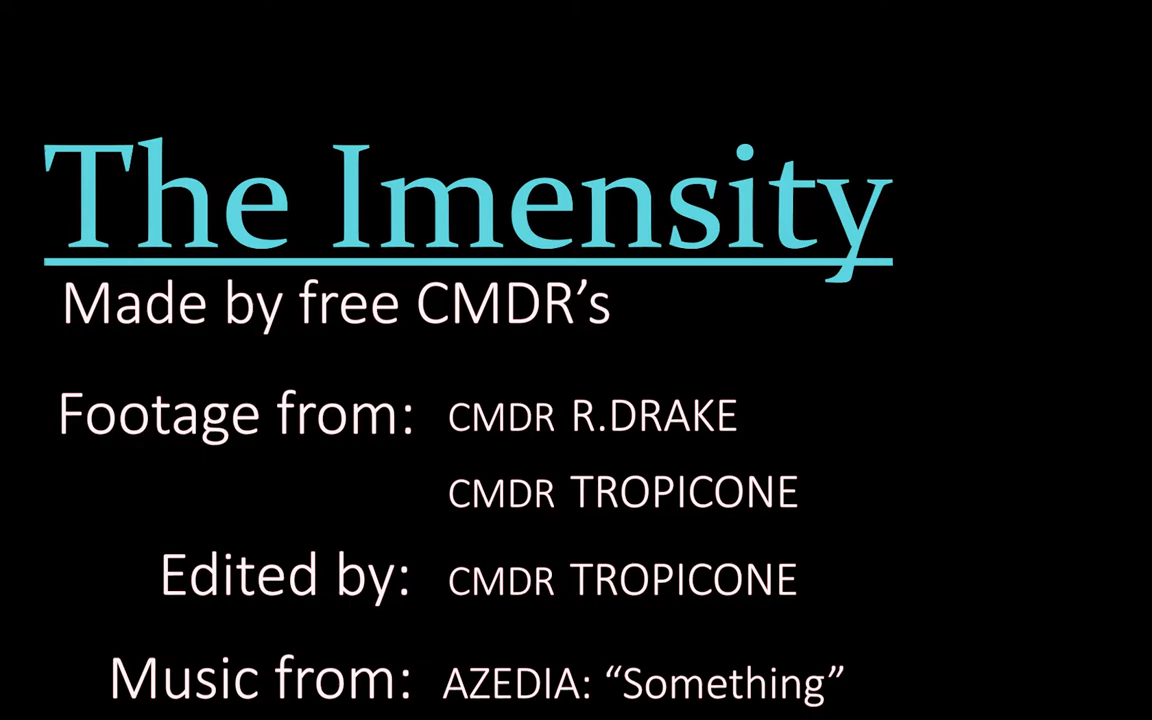 The Imensity
Made by free CMDR’s
Footage from: CMDR R.DRAKE
CMDR TROPICONE
Edited by: CMDR TROPICONE
Music from: AZEDIA: “Something”